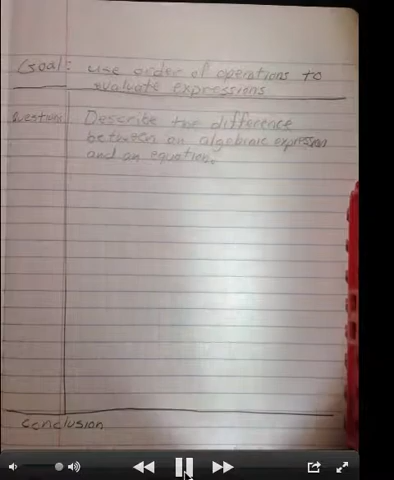 Goal: use order of operations to
evaluate expressions
Questions Describe the difference
between an algebraic expression
and an equation.
Conclusion